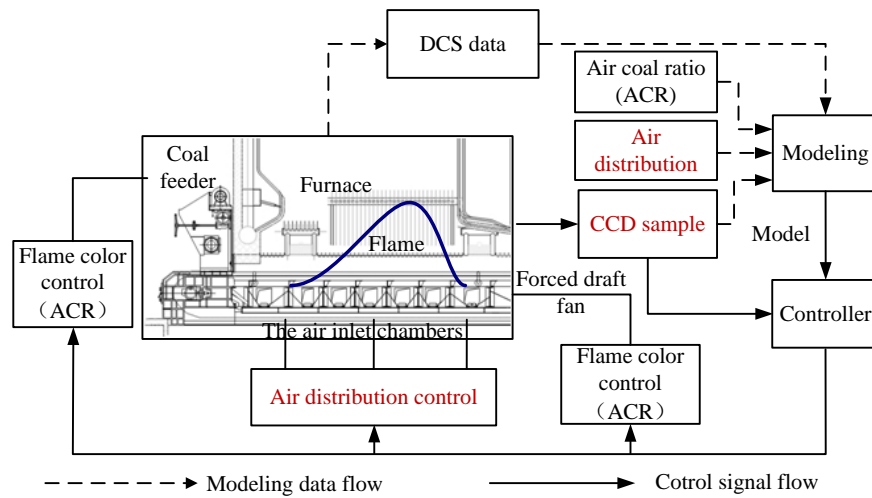 DCS data
Air coal ratio
(ACR)
Air
distribution
Modeling
Coal
feeder
Furnace
Flame
CCD sample
Model
Flame color
control
(ACR）
Forced draft
fan
Controller
The air inlet chambers
Air distribution control
Flame color
control
（ACR）
Modeling data flow
Cotrol signal flow